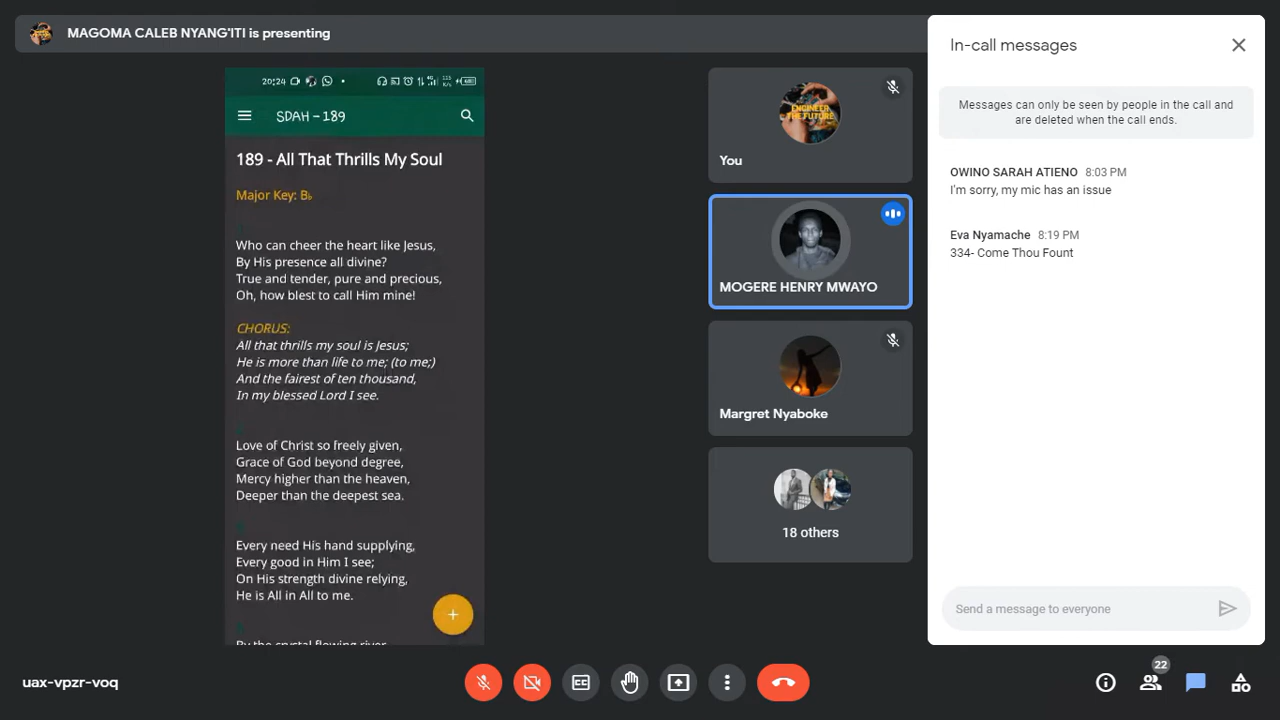 MAGOMA CALEB NYANG'ITI is presenting
20:24
SDAH - 189
189 - All That Thrills My Soul
Major Key: B♭
Who can cheer the heart like Jesus,
By His presence all divine?
True and tender, pure and precious,
Oh, how blest to call Him mine!
CHORUS:
All that thrills my soul is Jesus;
He is more than life to me; (to me;)
And the fairest of ten thousand,
In my blessed Lord I see.
Love of Christ so freely given,
Grace of God beyond degree,
Mercy higher than the heaven,
Deeper than the deepest sea.
Every need His hand supplying,
Every good in Him I see;
On His strength divine relying,
He is All in All to me.
By the crystal flowing river
ENGINEER
THE FUTURE
You
MOGERE HENRY MWAYO
Margret Nyaboke
18 others
In-call messages
Messages can only be seen by people in the call and
are deleted when the call ends.
OWINO SARAH ATIENO 8:03 PM
I'm sorry, my mic has an issue
Eva Nyamache 8:19 PM
334- Come Thou Fount
Send a message to everyone
uax-vpzr-voq
22